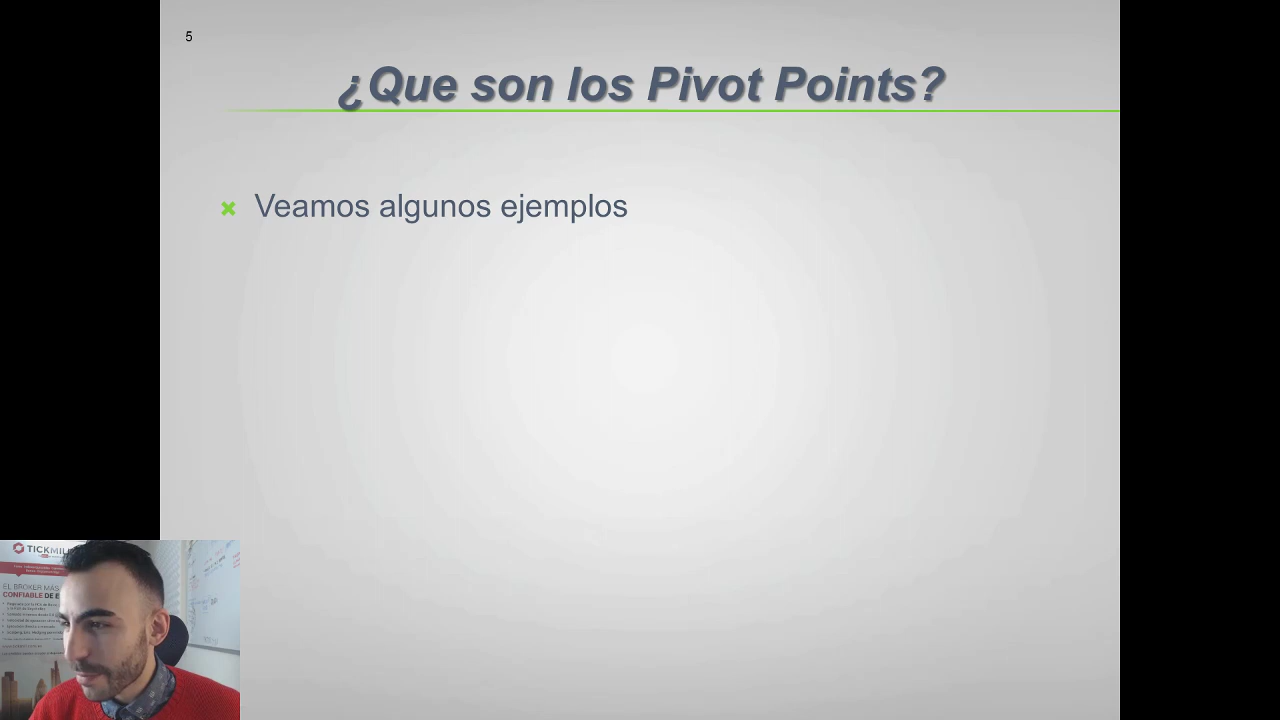 5
¿Que son los Pivot Points?
Veamos algunos ejemplos
TICKMILL
EL BROKER MÁS
CONFIABLE DE E